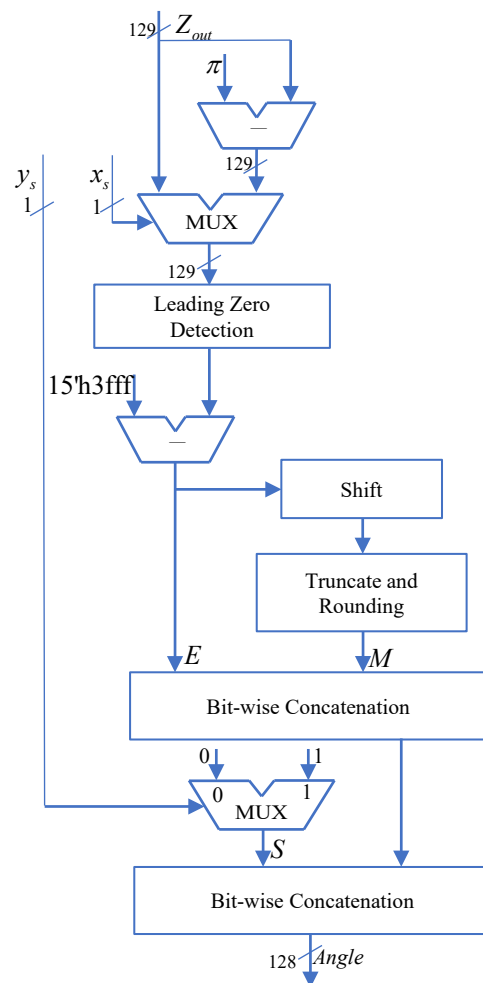 129 Z_out
π
—
129
y_s x_s
1 1
MUX
129
Leading Zero
Detection
15'h3fff
—
Shift
Truncate and
Rounding
E M
Bit-wise Concatenation
0 1
0 1
MUX
S
Bit-wise Concatenation
128 Angle